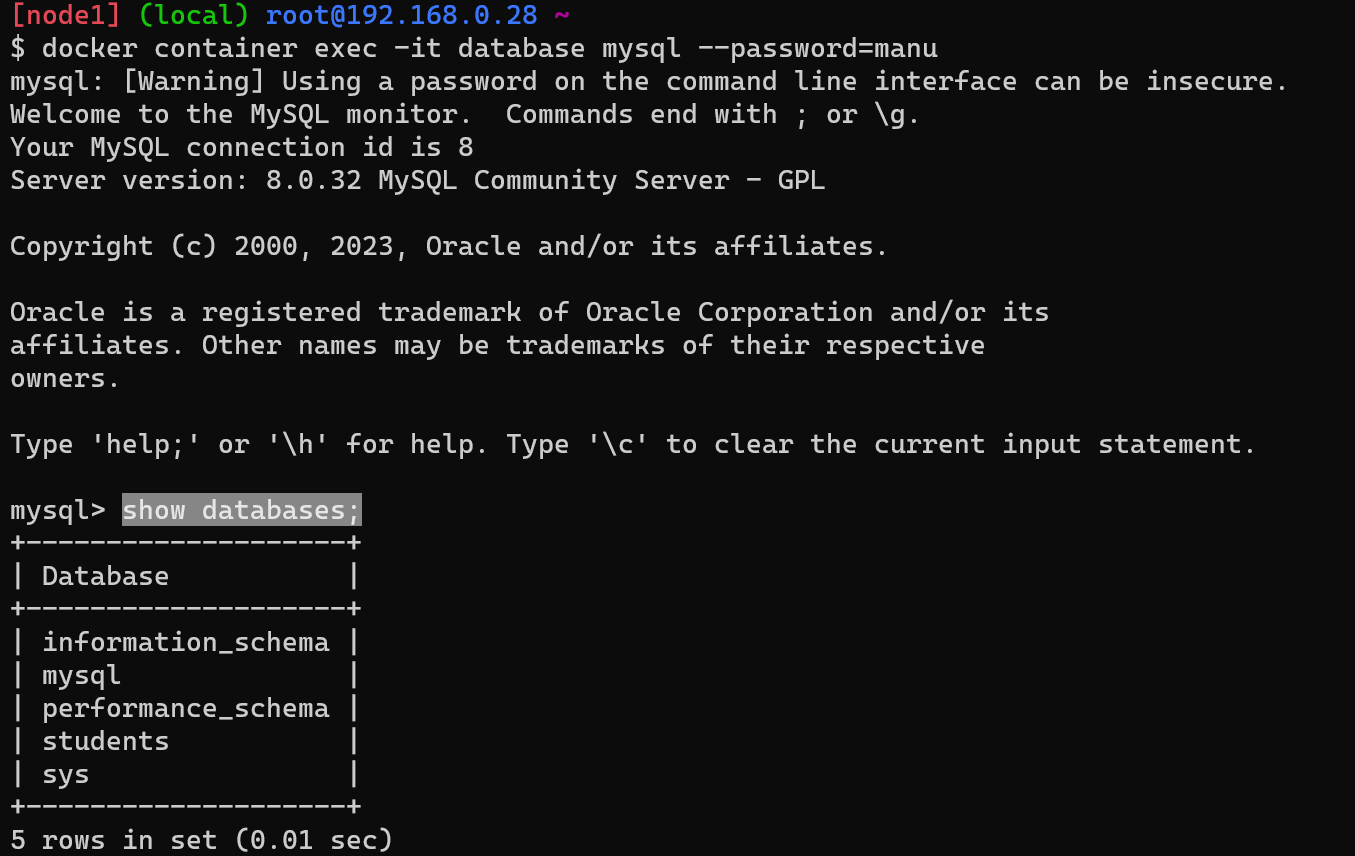 [node1] (local) root@192.168.0.28 ~
$ docker container exec -it database mysql --password=manu
mysql: [Warning] Using a password on the command line interface can be insecure.
Welcome to the MySQL monitor.  Commands end with ; or \g.
Your MySQL connection id is 8
Server version: 8.0.32 MySQL Community Server - GPL

Copyright (c) 2000, 2023, Oracle and/or its affiliates.

Oracle is a registered trademark of Oracle Corporation and/or its
affiliates. Other names may be trademarks of their respective
owners.

Type 'help;' or '\h' for help. Type '\c' to clear the current input statement.

mysql> show databases;
+--------------------+
| Database           |
+--------------------+
| information_schema |
| mysql              |
| performance_schema |
| students           |
| sys                |
+--------------------+
5 rows in set (0.01 sec)